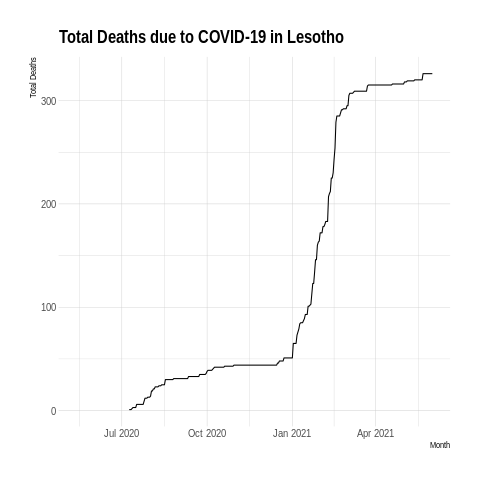 Total Deaths due to COVID-19 in Lesotho
Total Deaths
300
200
100
0
Jul 2020 Oct 2020 Jan 2021 Apr 2021
Month